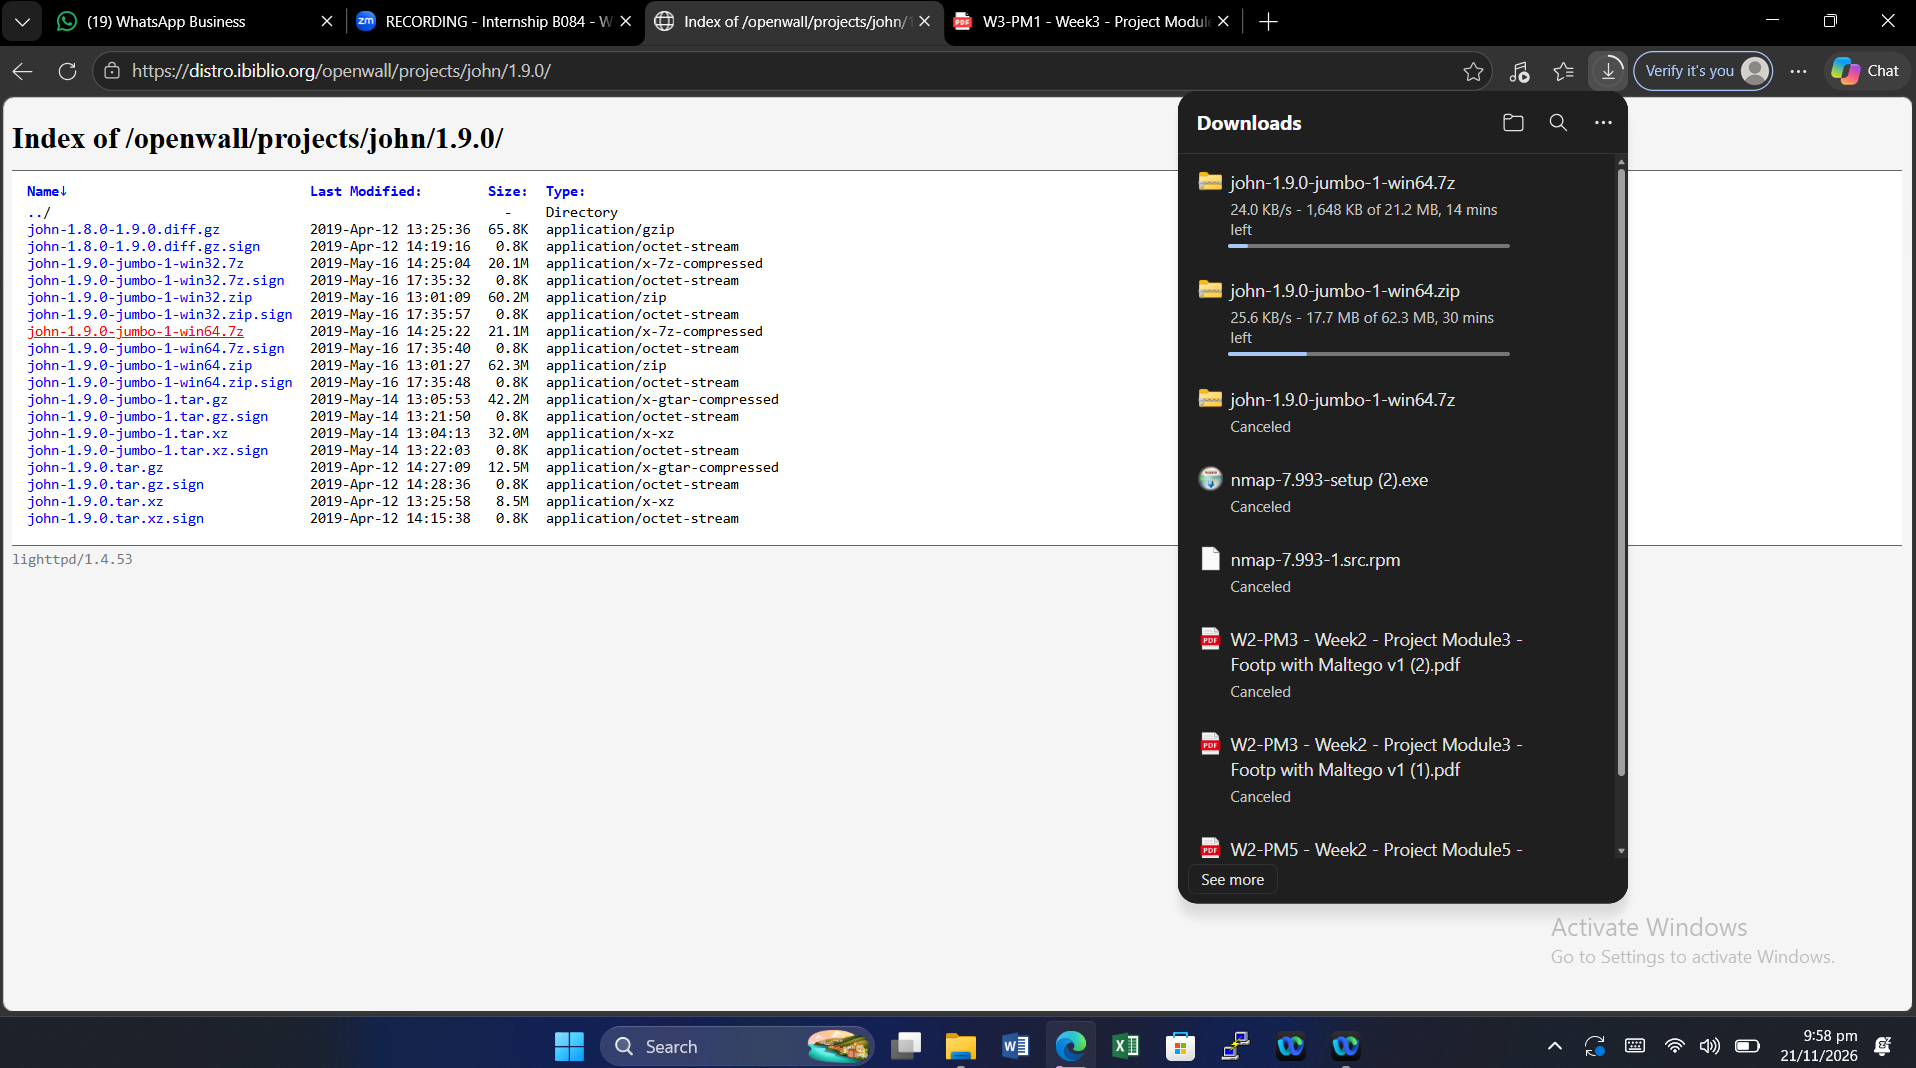 (19) WhatsApp Business
zm RECORDING - Internship B084 - W
Index of /openwall/projects/john/1
PDF W3-PM1 - Week3 - Project Module
https://distro.ibiblio.org/openwall/projects/john/1.9.0/
Verify it's you
Chat
Index of /openwall/projects/john/1.9.0/
Name↓ Last Modified: Size: Type:
../ - Directory
john-1.8.0-1.9.0.diff.gz 2019-Apr-12 13:25:36 65.8K application/gzip
john-1.8.0-1.9.0.diff.gz.sign 2019-Apr-12 14:19:16 0.8K application/octet-stream
john-1.9.0-jumbo-1-win32.7z 2019-May-16 14:25:04 20.1M application/x-7z-compressed
john-1.9.0-jumbo-1-win32.7z.sign 2019-May-16 17:35:32 0.8K application/octet-stream
john-1.9.0-jumbo-1-win32.zip 2019-May-16 13:01:09 60.2M application/zip
john-1.9.0-jumbo-1-win32.zip.sign 2019-May-16 17:35:57 0.8K application/octet-stream
john-1.9.0-jumbo-1-win64.7z 2019-May-16 14:25:22 21.1M application/x-7z-compressed
john-1.9.0-jumbo-1-win64.7z.sign 2019-May-16 17:35:40 0.8K application/octet-stream
john-1.9.0-jumbo-1-win64.zip 2019-May-16 13:01:27 62.3M application/zip
john-1.9.0-jumbo-1-win64.zip.sign 2019-May-16 17:35:48 0.8K application/octet-stream
john-1.9.0-jumbo-1.tar.gz 2019-May-14 13:05:53 42.2M application/x-gtar-compressed
john-1.9.0-jumbo-1.tar.gz.sign 2019-May-14 13:21:50 0.8K application/octet-stream
john-1.9.0-jumbo-1.tar.xz 2019-May-14 13:04:13 32.0M application/x-xz
john-1.9.0-jumbo-1.tar.xz.sign 2019-May-14 13:22:03 0.8K application/octet-stream
john-1.9.0.tar.gz 2019-Apr-12 14:27:09 12.5M application/x-gtar-compressed
john-1.9.0.tar.gz.sign 2019-Apr-12 14:28:36 0.8K application/octet-stream
john-1.9.0.tar.xz 2019-Apr-12 13:25:58 8.5M application/x-xz
john-1.9.0.tar.xz.sign 2019-Apr-12 14:15:38 0.8K application/octet-stream
lighttpd/1.4.53
Downloads
john-1.9.0-jumbo-1-win64.7z
24.0 KB/s - 1,648 KB of 21.2 MB, 14 mins
left
john-1.9.0-jumbo-1-win64.zip
25.6 KB/s - 17.7 MB of 62.3 MB, 30 mins
left
john-1.9.0-jumbo-1-win64.7z
Canceled
nmap-7.993-setup (2).exe
Canceled
nmap-7.993-1.src.rpm
Canceled
PDF W2-PM3 - Week2 - Project Module3 -
Footp with Maltego v1 (2).pdf
Canceled
PDF W2-PM3 - Week2 - Project Module3 -
Footp with Maltego v1 (1).pdf
Canceled
PDF W2-PM5 - Week2 - Project Module5 -
See more
Activate Windows
Go to Settings to activate Windows.
Search
9:58 pm
21/11/2026